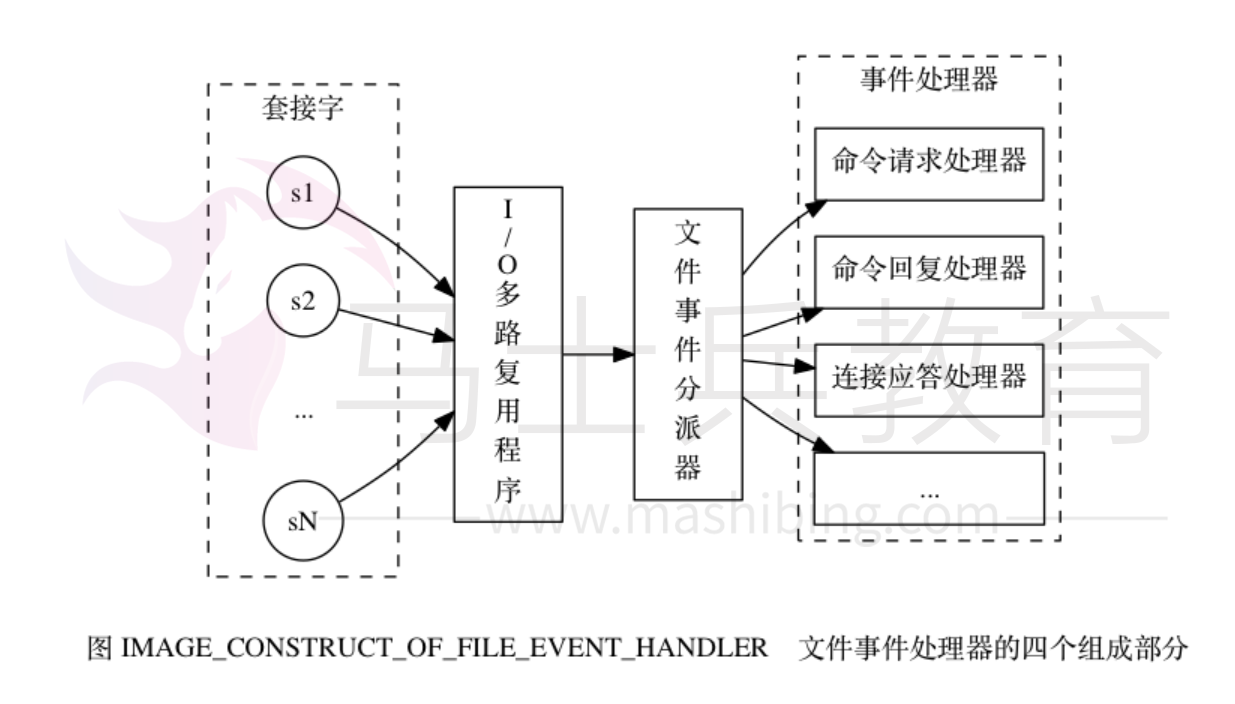 套接字
s1
s2
...
sN
I/O多路复用程序
文件事件分派器
事件处理器
命令请求处理器
命令回复处理器
连接应答处理器
...
马士兵教育
www.mashibing.com
图 IMAGE_CONSTRUCT_OF_FILE_EVENT_HANDLER 文件事件处理器的四个组成部分